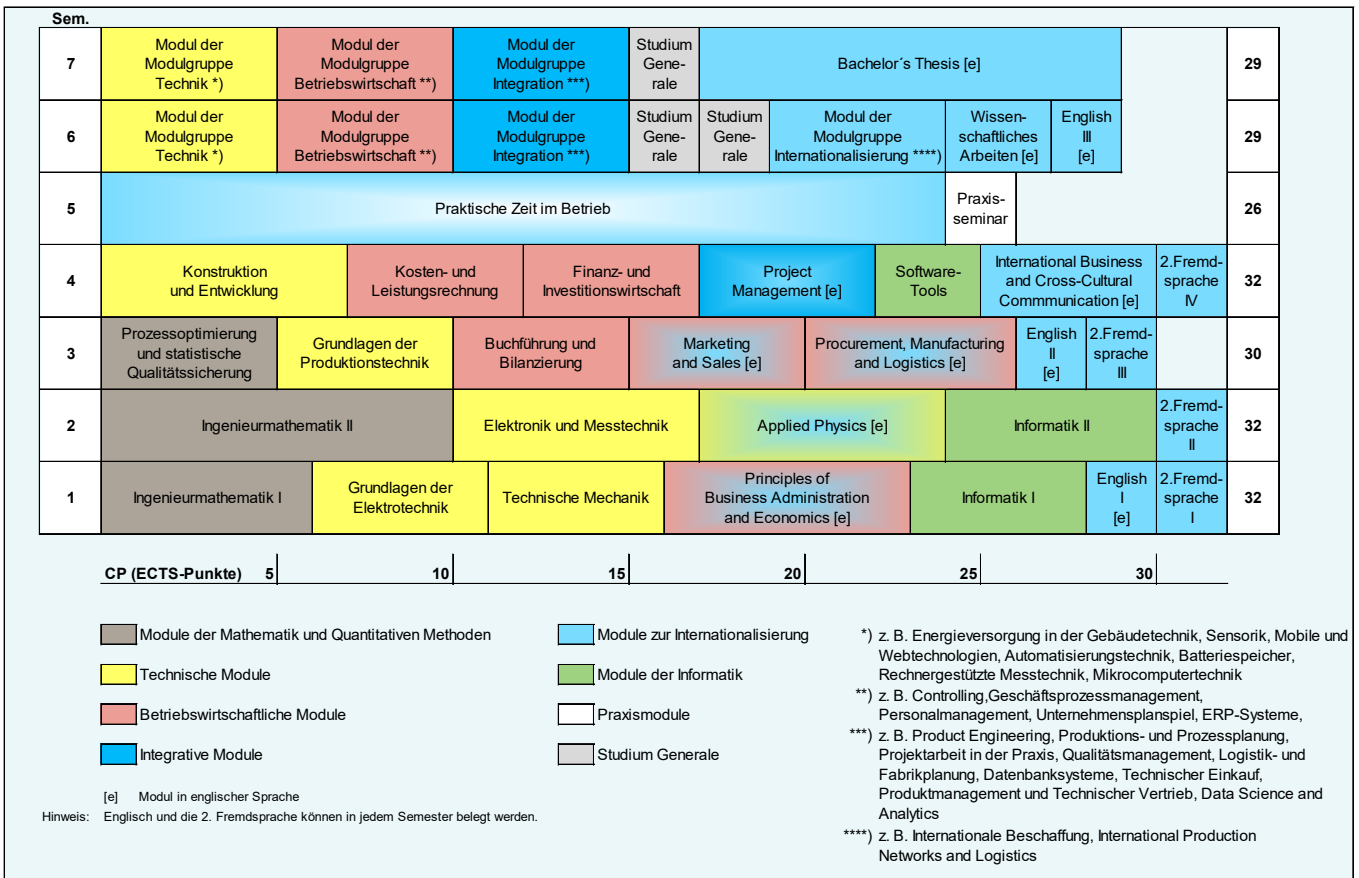 Sem.
7
Modul der
Modulgruppe
Technik *)
Modul der
Modulgruppe
Betriebswirtschaft **)
Modul der
Modulgruppe
Integration ***)
Studium
Gene-
rale
Bachelor´s Thesis [e]
29
6
Modul der
Modulgruppe
Technik *)
Modul der
Modulgruppe
Betriebswirtschaft **)
Modul der
Modulgruppe
Integration ***)
Studium
Gene-
rale
Studium
Gene-
rale
Modul der
Modulgruppe
Internationalisierung ****)
Wissen-
schaftliches
Arbeiten [e]
English
III
[e]
29
5
Praktische Zeit im Betrieb
Praxis-
seminar
26
4
Konstruktion
und Entwicklung
Kosten- und
Leistungsrechnung
Finanz- und
Investitionswirtschaft
Project
Management [e]
Software-
Tools
International Business
and Cross-Cultural
Commmunication [e]
2.Fremd-
sprache
IV
32
3
Prozessoptimierung
und statistische
Qualitätssicherung
Grundlagen der
Produktionstechnik
Buchführung und
Bilanzierung
Marketing
and Sales [e]
Procurement, Manufacturing
and Logistics [e]
English
II
[e]
2.Fremd-
sprache
III
30
2
Ingenieurmathematik II
Elektronik und Messtechnik
Applied Physics [e]
Informatik II
2.Fremd-
sprache
II
32
1
Ingenieurmathematik I
Grundlagen der
Elektrotechnik
Technische Mechanik
Principles of
Business Administration
and Economics [e]
Informatik I
English
I
[e]
2.Fremd-
sprache
I
32
CP (ECTS-Punkte) 5 10 15 20 25 30
Module der Mathematik und Quantitativen Methoden
Technische Module
Betriebswirtschaftliche Module
Integrative Module
Module zur Internationalisierung
Module der Informatik
Praxismodule
Studium Generale
[e] Modul in englischer Sprache
Hinweis: Englisch und die 2. Fremdsprache können in jedem Semester belegt werden.
*) z. B. Energieversorgung in der Gebäudetechnik, Sensorik, Mobile und
Webtechnologien, Automatisierungstechnik, Batteriespeicher,
Rechnergestützte Messtechnik, Mikrocomputertechnik
**) z. B. Controlling,Geschäftsprozessmanagement,
Personalmanagement, Unternehmensplanspiel, ERP-Systeme,
***) z. B. Product Engineering, Produktions- und Prozessplanung,
Projektarbeit in der Praxis, Qualitätsmanagement, Logistik- und
Fabrikplanung, Datenbanksysteme, Technischer Einkauf,
Produktmanagement und Technischer Vertrieb, Data Science and
Analytics
****) z. B. Internationale Beschaffung, International Production
Networks and Logistics